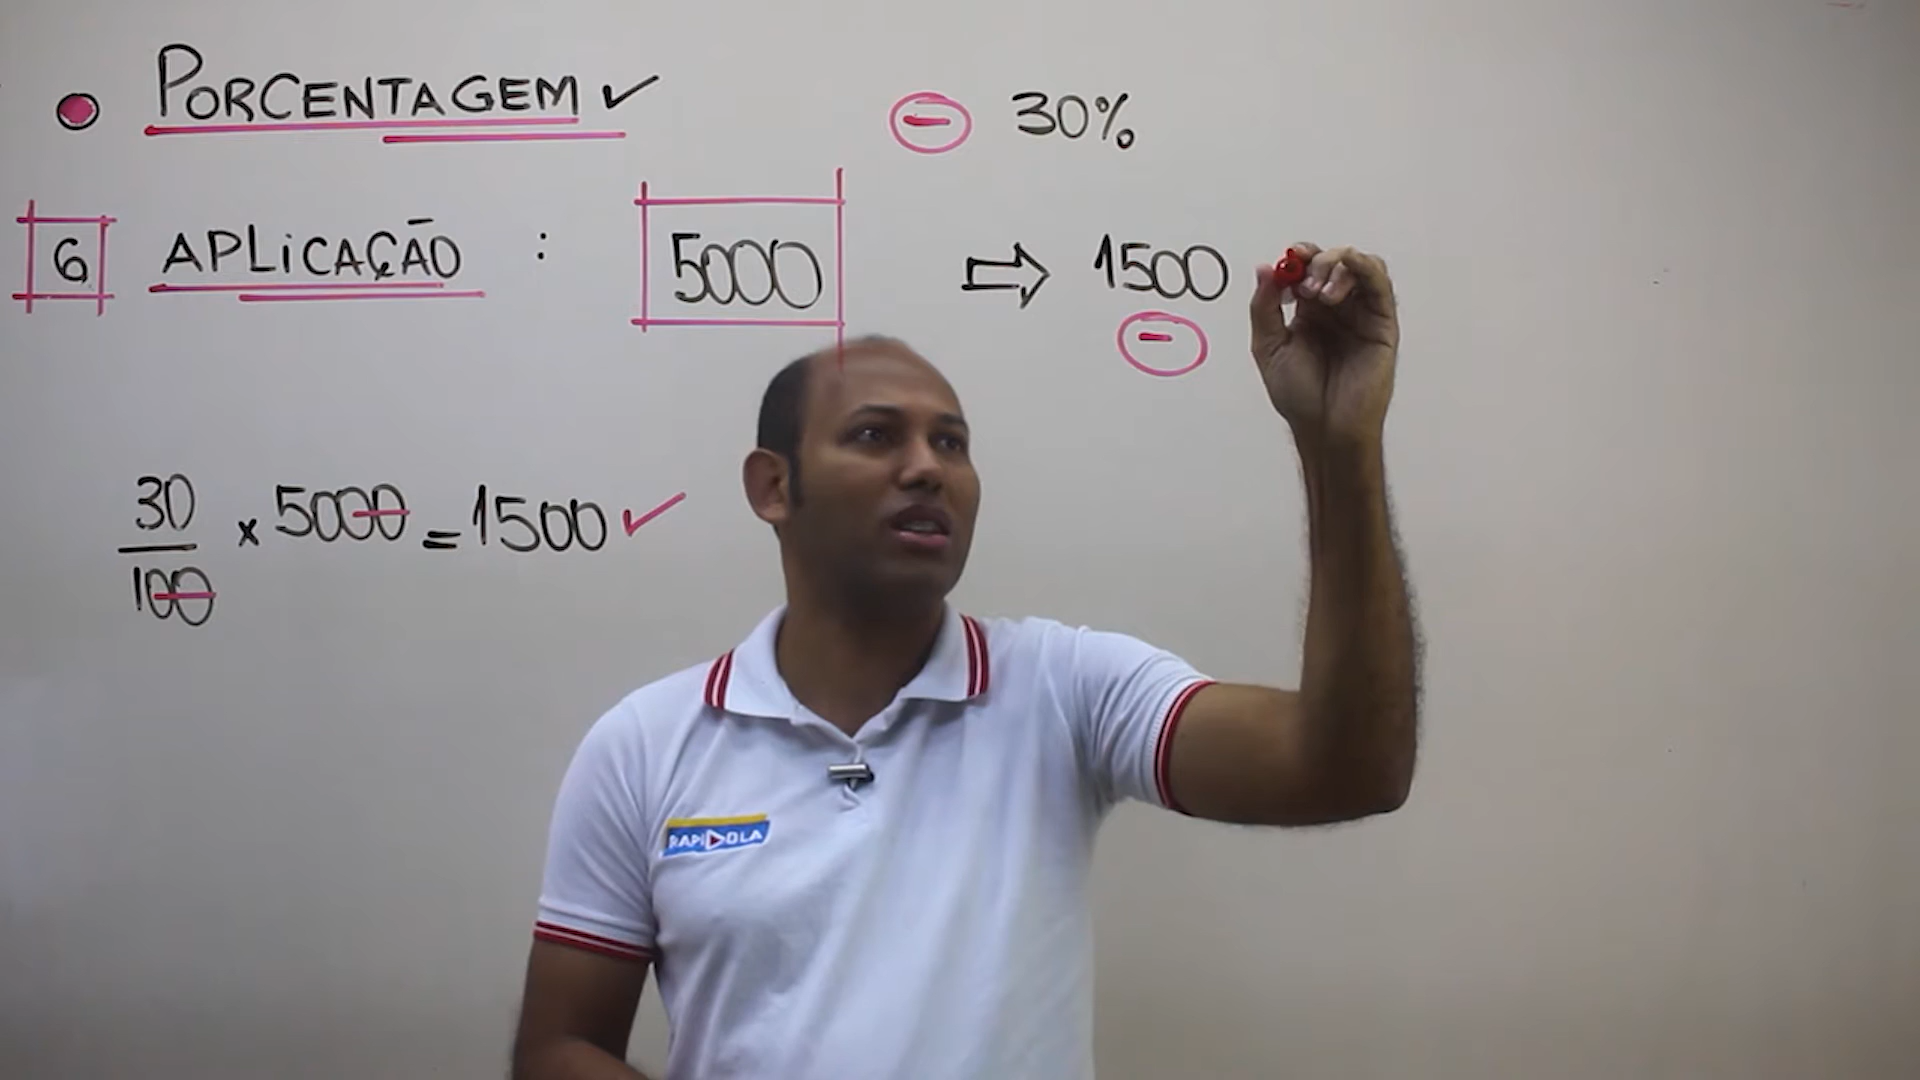 PORCENTAGEM ✓
⊖ 30%
6 APLICAÇÃO : 5000 ⇨ 1500
⊖
30/100 × 5000 = 1500 ✓
RAPIDOLA